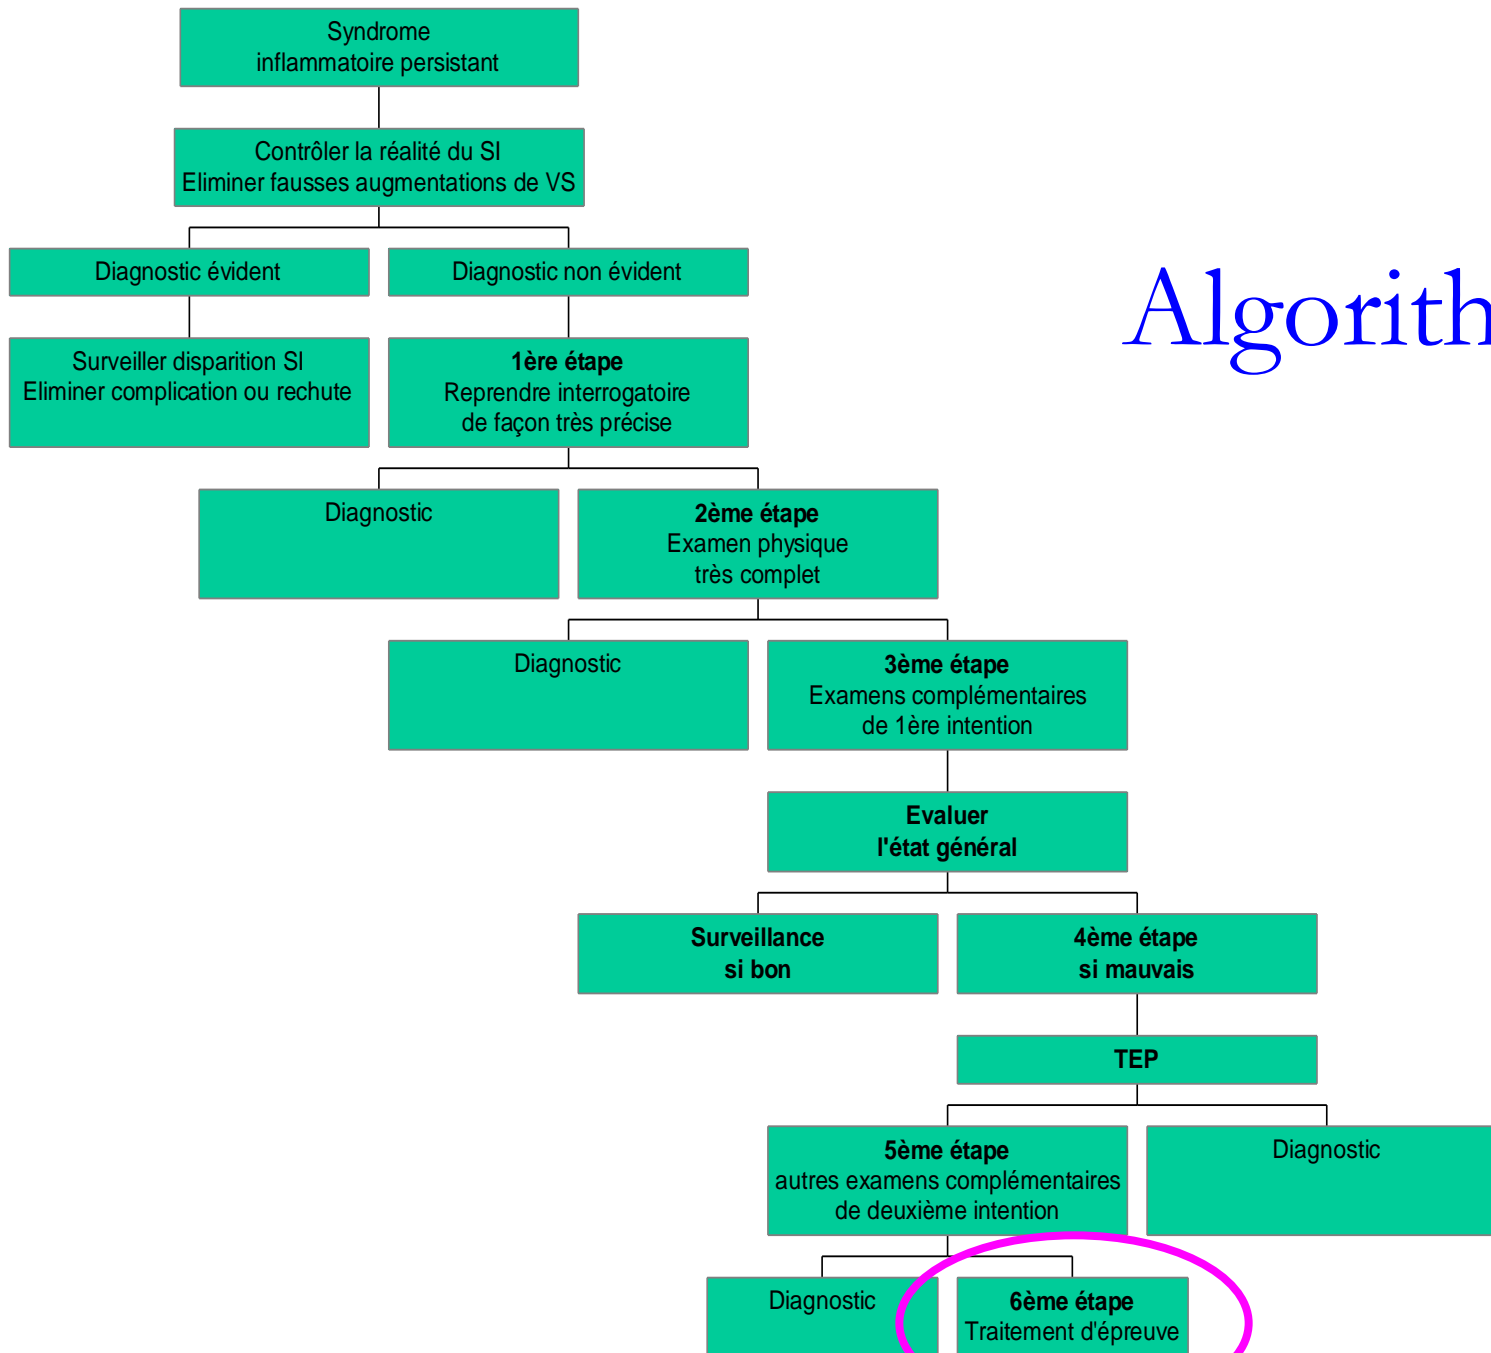 Syndrome
inflammatoire persistant
Contrôler la réalité du SI
Eliminer fausses augmentations de VS
Diagnostic évident
Diagnostic non évident
Algorith
Surveiller disparition SI
Eliminer complication ou rechute
1ère étape
Reprendre interrogatoire
de façon très précise
Diagnostic
2ème étape
Examen physique
très complet
Diagnostic
3ème étape
Examens complémentaires
de 1ère intention
Evaluer
l'état général
Surveillance
si bon
4ème étape
si mauvais
TEP
5ème étape
autres examens complémentaires
de deuxième intention
Diagnostic
Diagnostic
6ème étape
Traitement d'épreuve